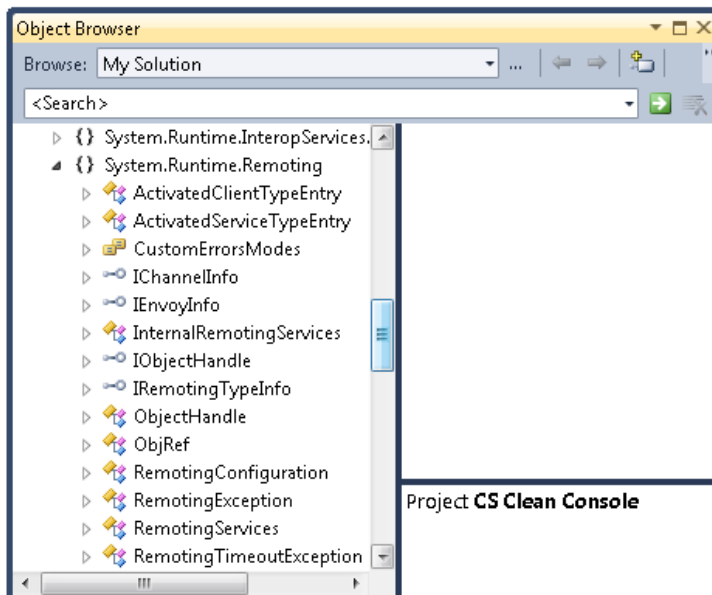 Object Browser
Browse: My Solution ...
<Search>
{} System.Runtime.InteropServices.
{} System.Runtime.Remoting
ActivatedClientTypeEntry
ActivatedServiceTypeEntry
CustomErrorsModes
IChannelInfo
IEnvoyInfo
InternalRemotingServices
IObjectHandle
IRemotingTypeInfo
ObjectHandle
ObjRef
RemotingConfiguration
RemotingException
RemotingServices
RemotingTimeoutException
Project CS Clean Console